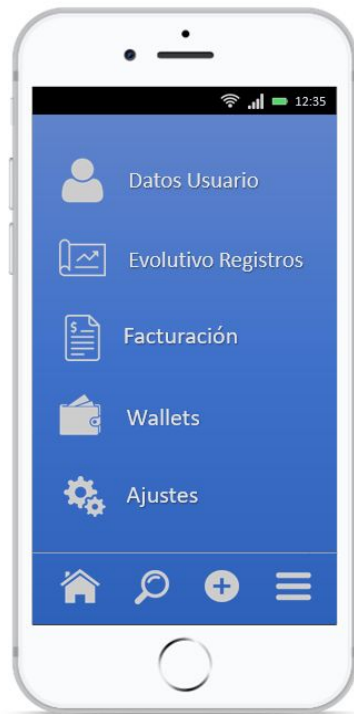 12:35
Datos Usuario
Evolutivo Registros
$
Facturación
Wallets
Ajustes